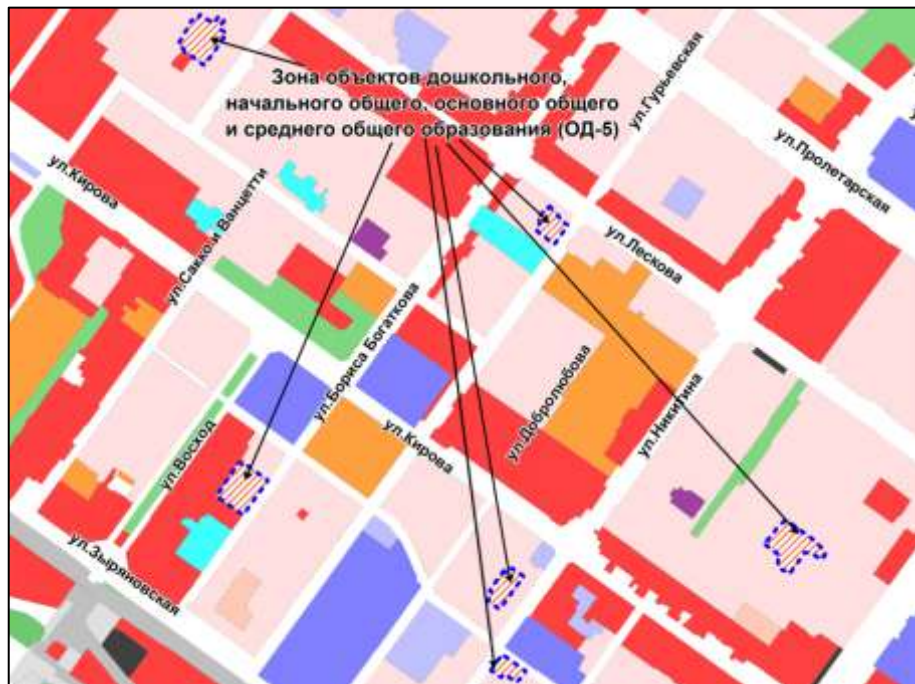 Зона объектов дошкольного,
начального общего, основного общего
и среднего общего образования (ОД-5)
ул.Гурьевская
ул.Пролетарская
ул.Кирова
ул.Сакко и Ванцетти
ул.Лескова
ул.Бориса Богаткова
ул.Добролюбова
ул.Никитина
ул.Кирова
ул.Восход
ул.Зыряновская